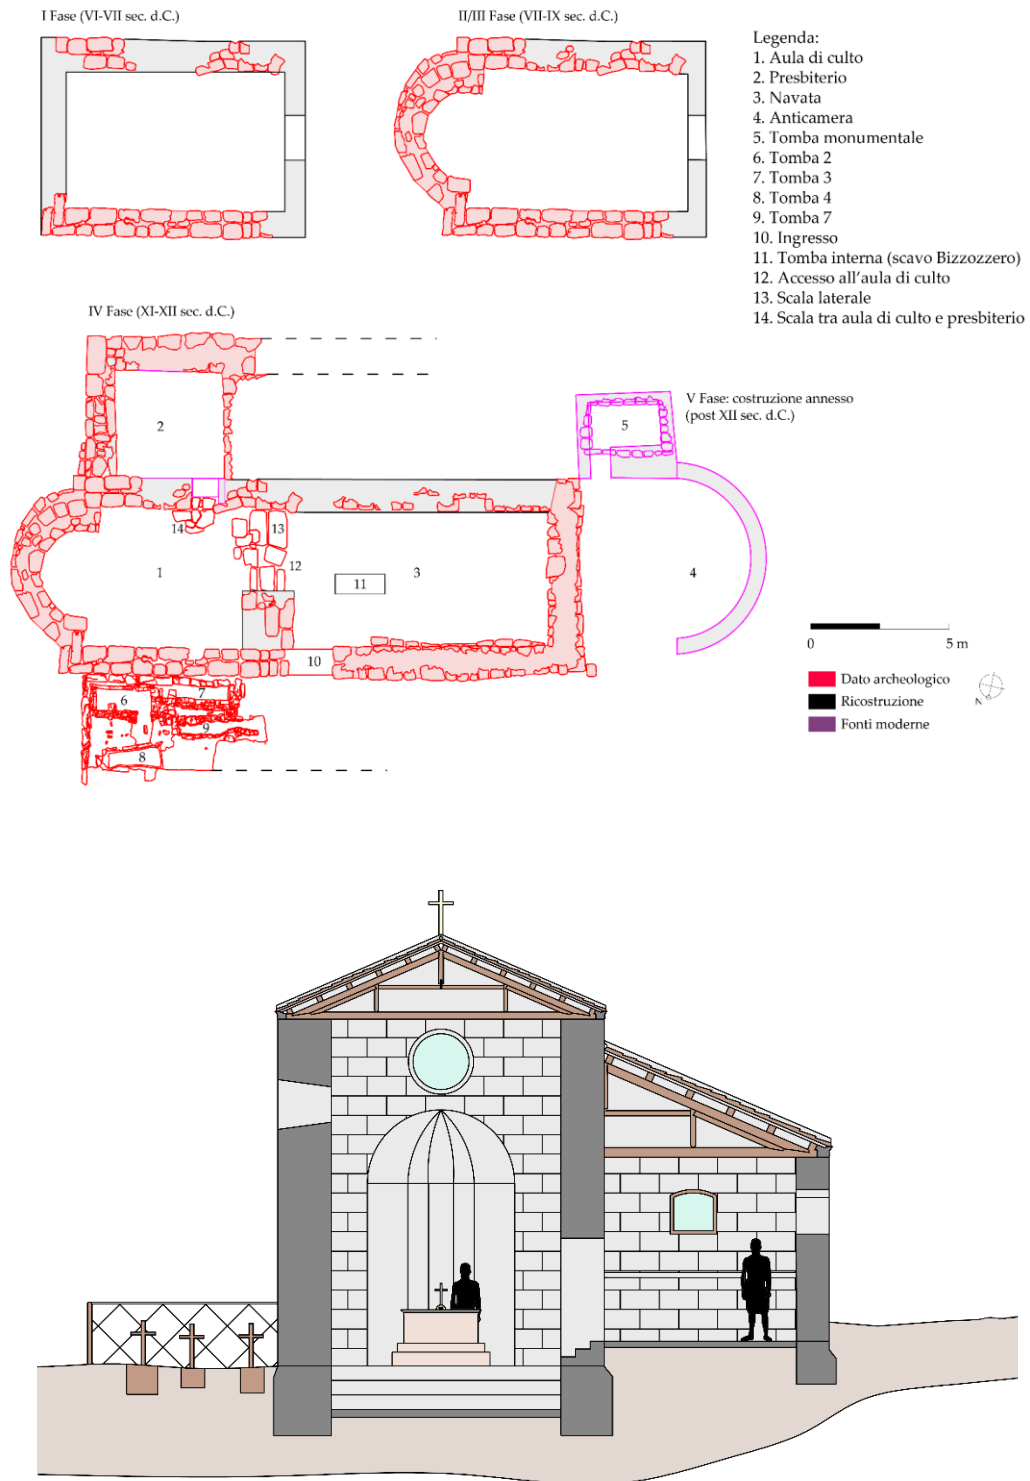 I Fase (VI-VII sec. d.C.)
II/III Fase (VII-IX sec. d.C.)
Legenda:
1. Aula di culto
2. Presbiterio
3. Navata
4. Anticamera
5. Tomba monumentale
6. Tomba 2
7. Tomba 3
8. Tomba 4
9. Tomba 7
10. Ingresso
11. Tomba interna (scavo Bizzozzero)
12. Accesso all'aula di culto
13. Scala laterale
14. Scala tra aula di culto e presbiterio
IV Fase (XI-XII sec. d.C.)
V Fase: costruzione annesso
(post XII sec. d.C.)
2
5
14
13
12
1
11
3
4
10
6
7
9
8
0 5 m
Dato archeologico
Ricostruzione
Fonti moderne
N